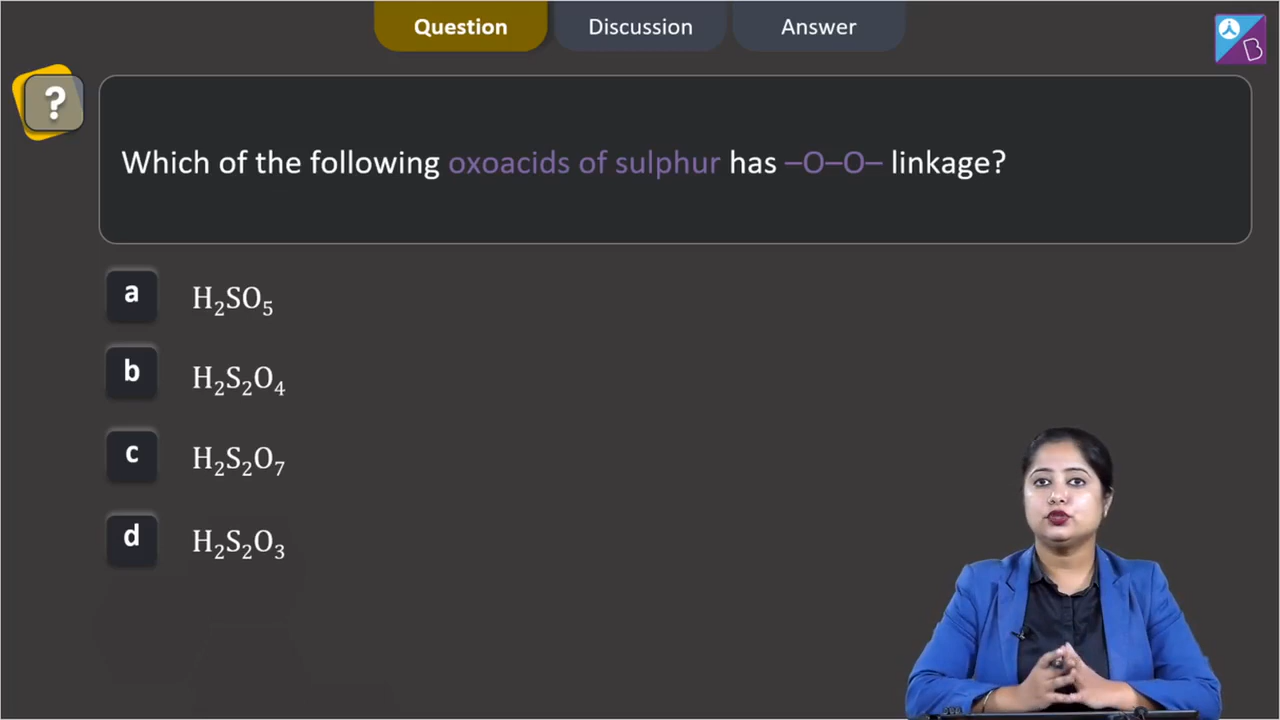 Question Discussion Answer
B
?
Which of the following oxoacids of sulphur has –O–O– linkage?
a H₂SO₅
b H₂S₂O₄
c H₂S₂O₇
d H₂S₂O₃